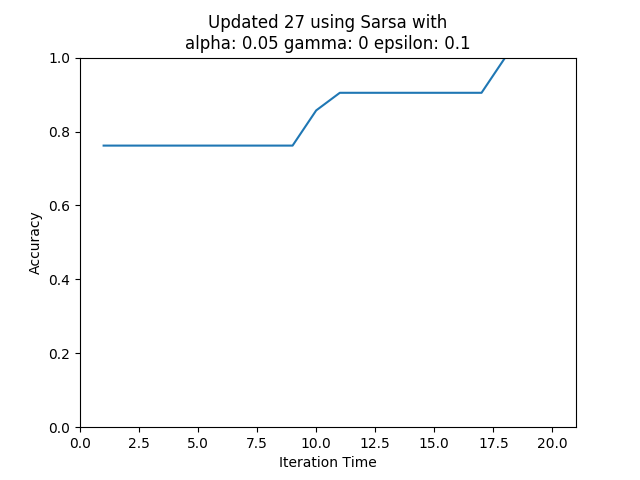 Updated 27 using Sarsa with
alpha: 0.05 gamma: 0 epsilon: 0.1
1.0
0.8
0.6
0.4
0.2
0.0
Accuracy
0.0 2.5 5.0 7.5 10.0 12.5 15.0 17.5 20.0
Iteration Time